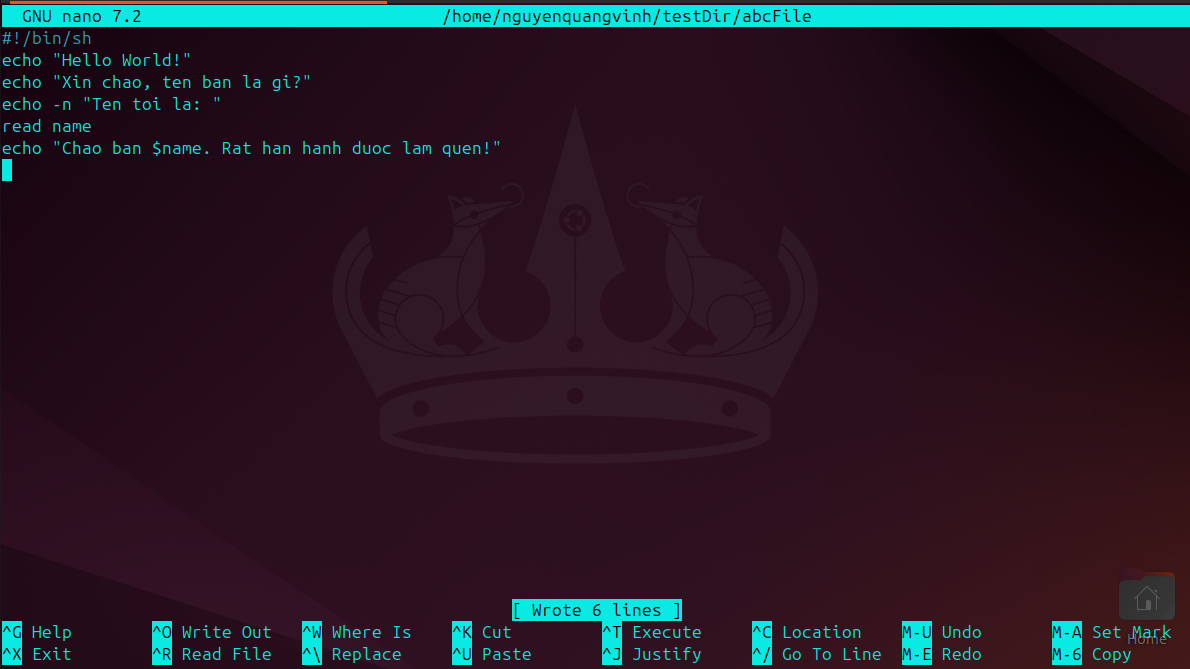 GNU nano 7.2 /home/nguyenquangvinh/testDir/abcFile
#!/bin/sh
echo "Hello World!"
echo "Xin chao, ten ban la gi?"
echo -n "Ten toi la: "
read name
echo "Chao ban $name. Rat han hanh duoc lam quen!"
[ Wrote 6 lines ]
^G Help ^O Write Out ^W Where Is ^K Cut ^T Execute ^C Location M-U Undo M-A Set Mark
^X Exit ^R Read File ^\ Replace ^U Paste ^J Justify ^/ Go To Line M-E Redo M-6 Copy
Home